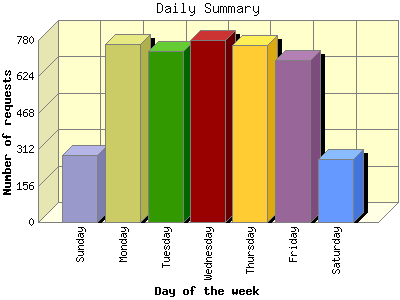 Daily Summary
Number of requests
780
624
468
312
156
0
Sunday
Monday
Tuesday
Wednesday
Thursday
Friday
Saturday
Day of the week